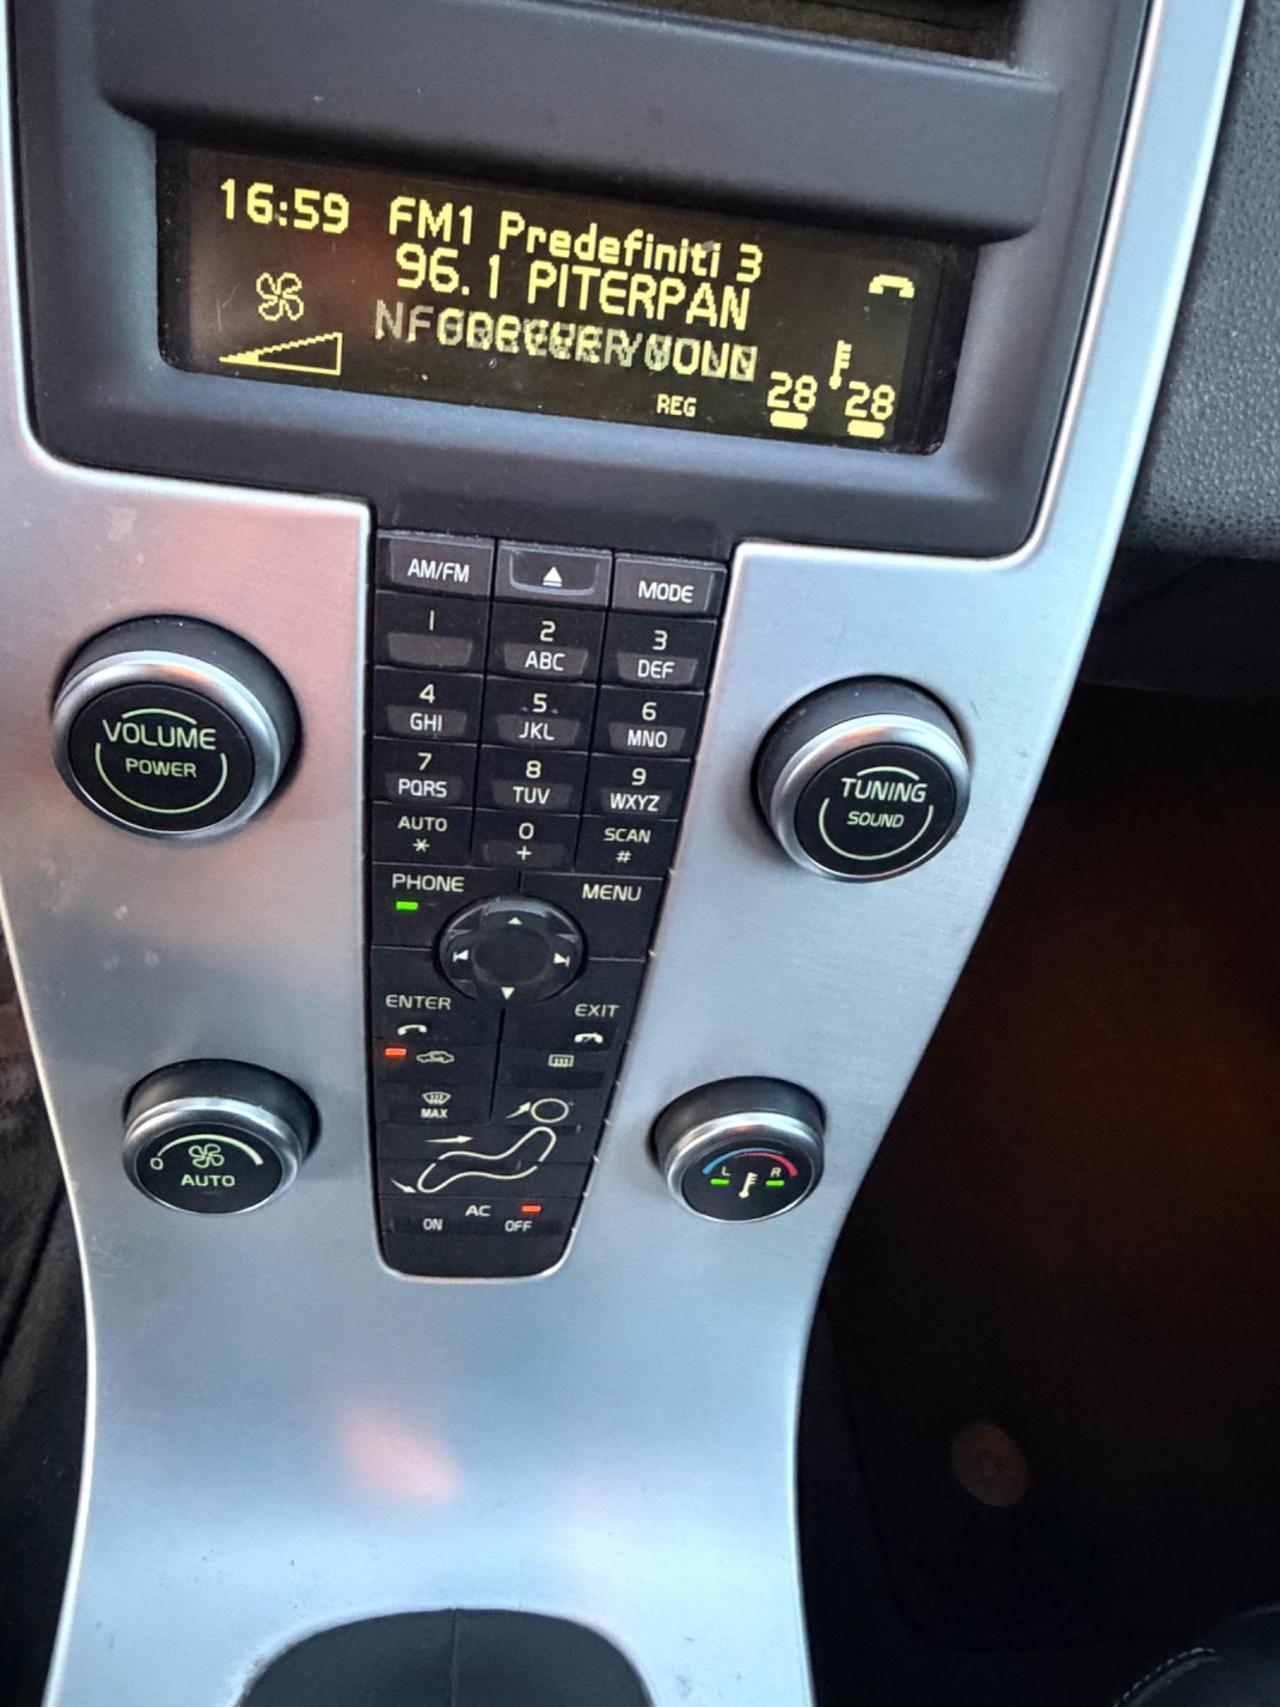 16:59 FM1 Predefiniti 3
96.1 PITERPAN
REG
28 28
AM/FM MODE
1 2 ABC 3 DEF
4 GHI 5 JKL 6 MNO
7 PQRS 8 TUV 9 WXYZ
AUTO * 0 + SCAN #
VOLUME
POWER
TUNING
SOUND
PHONE MENU
ENTER EXIT
MAX
0
AUTO
L R
AC
ON OFF